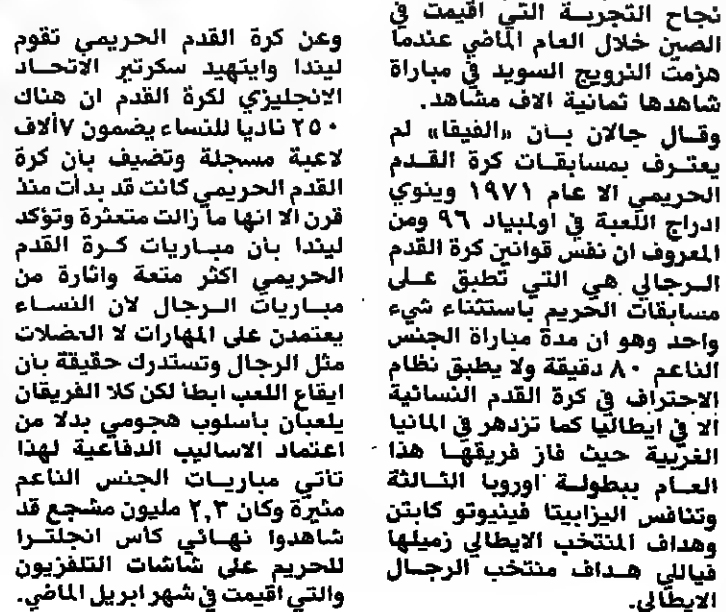 نجاح التجربة التي اقيمت في
الصين خلال العام الماضي عندما
هزمت النرويج السويد في مباراة
شاهدها ثمانية الاف مشاهد.
وقال جالان بأن «الفيفا» لم
يعترف بمسابقات كرة القدم
الحريمي الا عام ١٩٧١ وينوي
ادراج اللعبة في اولمبياد ٩٦ ومن
المعروف ان نفس قوانين كرة القدم
الرجالي هي التي تطبق على
مسابقات الحريم باستثناء شيء
واحد وهو ان مدة مباراة الجنس
الناعم ٨٠ دقيقة ولا يطبق نظام
الاحتراف في كرة القدم النسائية
الا في ايطاليا كما تزدهر في المانيا
الغربية حيث فاز فريقها هذا
العام ببطولة اوروبا الثالثة
وتنافس اليزابيتا فينيوتو كابتن
وهداف المنتخب الايطالي زميلها
فياللي هداف منتخب الرجال
الايطالي.
وعن كرة القدم الحريمي تقوم
ليندا وايتهيد سكرتير الاتحاد
الانجليزي لكرة القدم ان هناك
٢٥٠ ناديا للنساء يضمون ٧ألاف
لاعبة مسجلة وتضيف بأن كرة
القدم الحريمي كانت قد بدأت منذ
قرن الا انها ما زالت متعثرة وتؤكد
ليندا بأن مباريات كرة القدم
الحريمي اكثر متعة واثارة من
مباريات الرجال لان النساء
يعتمدن على المهارات لا العضلات
مثل الرجال وتستدرك حقيقة بأن
ايقاع اللعب ابطأ لكن كلا الفريقان
يلعبان بأسلوب هجومي بدلا من
اعتماد الاساليب الدفاعية لهذا
تأتي مباريات الجنس الناعم
مثيرة وكان ٢,٣ مليون مشجع قد
شاهدوا نهائي كأس انجلترا
للحريم على شاشات التلفزيون
والتي اقيمت في شهر ابريل الماضي.